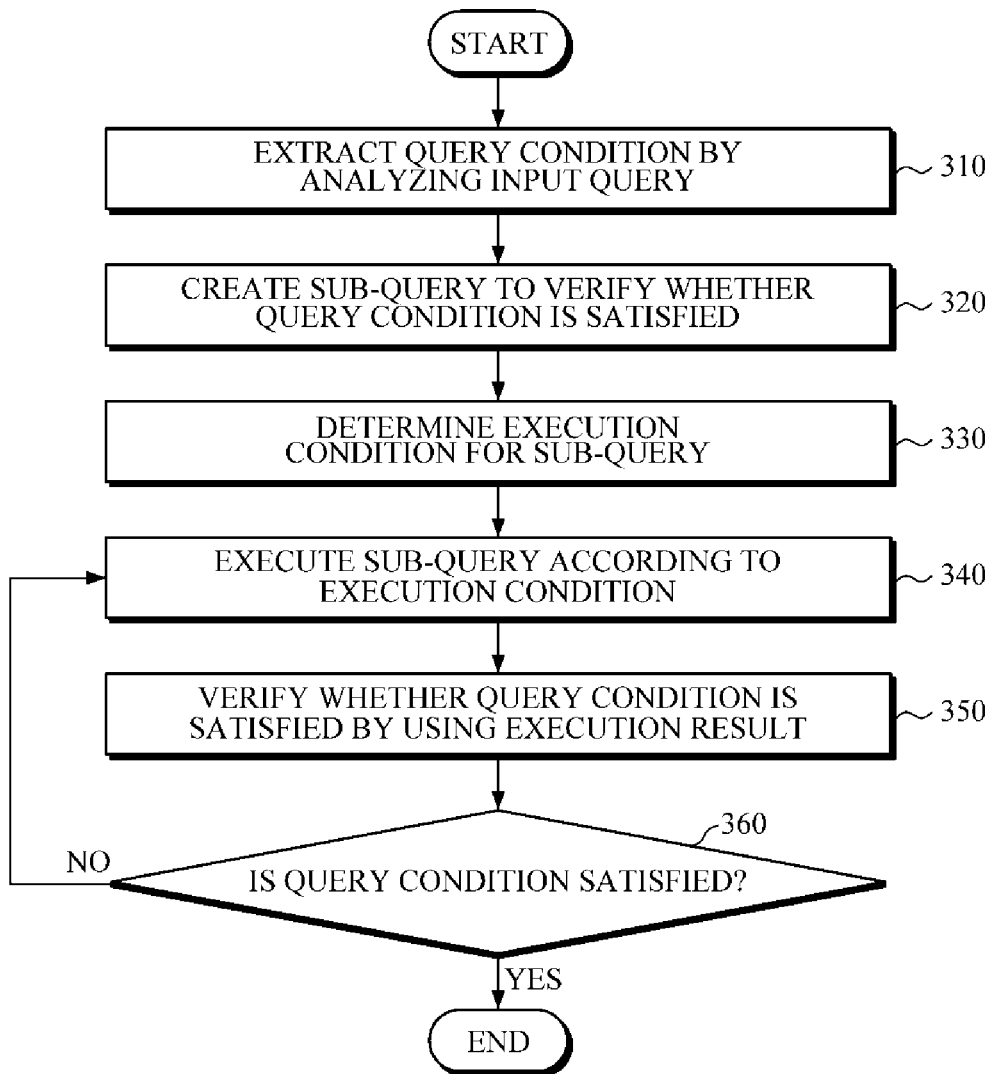 START
EXTRACT QUERY CONDITION BY
ANALYZING INPUT QUERY
310
CREATE SUB-QUERY TO VERIFY WHETHER
QUERY CONDITION IS SATISFIED
320
DETERMINE EXECUTION
CONDITION FOR SUB-QUERY
330
EXECUTE SUB-QUERY ACCORDING TO
EXECUTION CONDITION
340
VERIFY WHETHER QUERY CONDITION IS
SATISFIED BY USING EXECUTION RESULT
350
360
NO
IS QUERY CONDITION SATISFIED?
YES
END